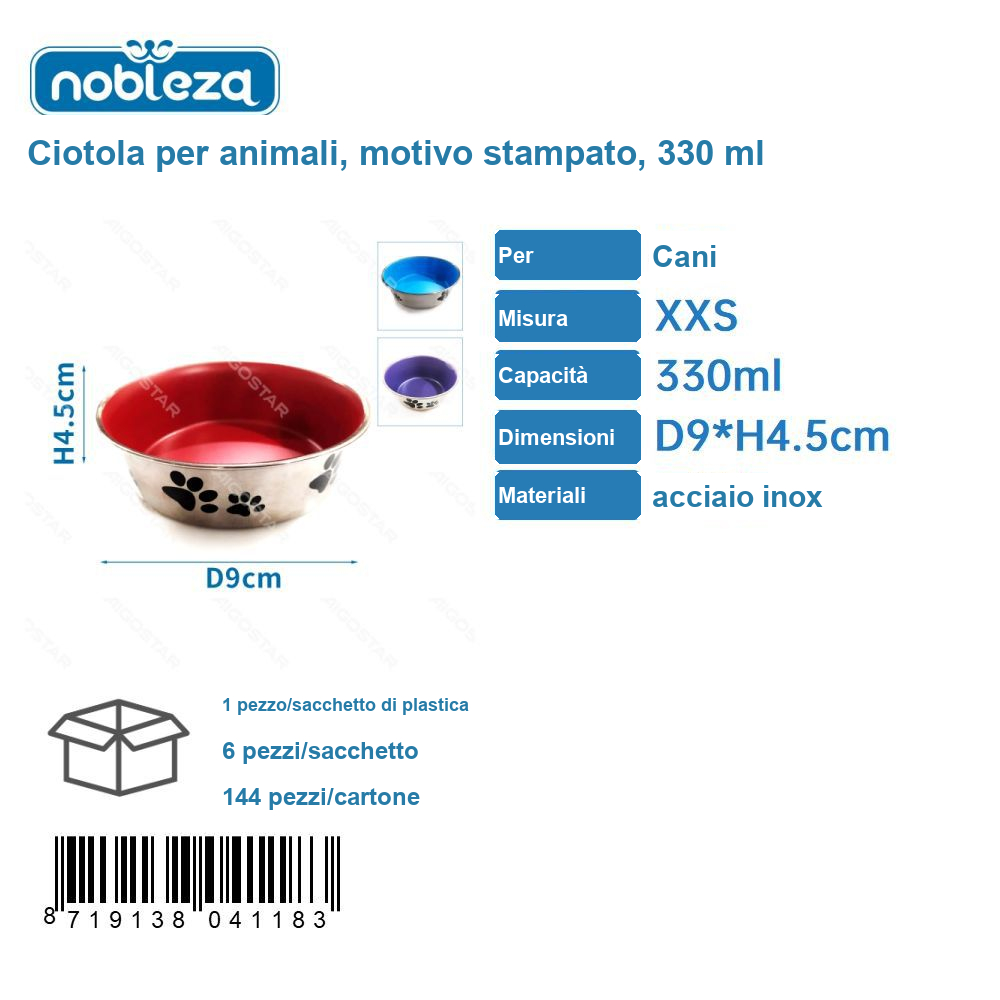 nobleza
Ciotola per animali, motivo stampato, 330 ml
Per Cani
Misura XXS
Capacità 330ml
Dimensioni D9*H4.5cm
Materiali acciaio inox
H4.5cm
D9cm
AIGOSTAR
1 pezzo/sacchetto di plastica
6 pezzi/sacchetto
144 pezzi/cartone
8 719138 041183